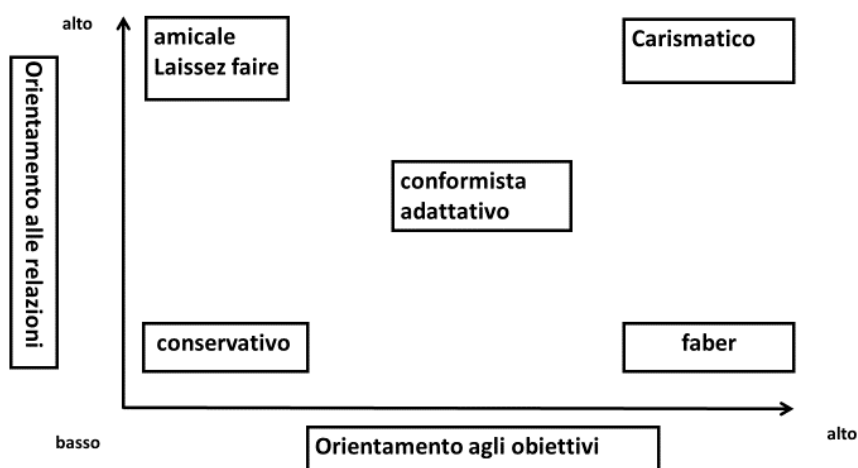 alto
amicale
Laissez faire
Carismatico
Orientamento alle relazioni
conformista
adattativo
conservativo
faber
basso
Orientamento agli obiettivi
alto